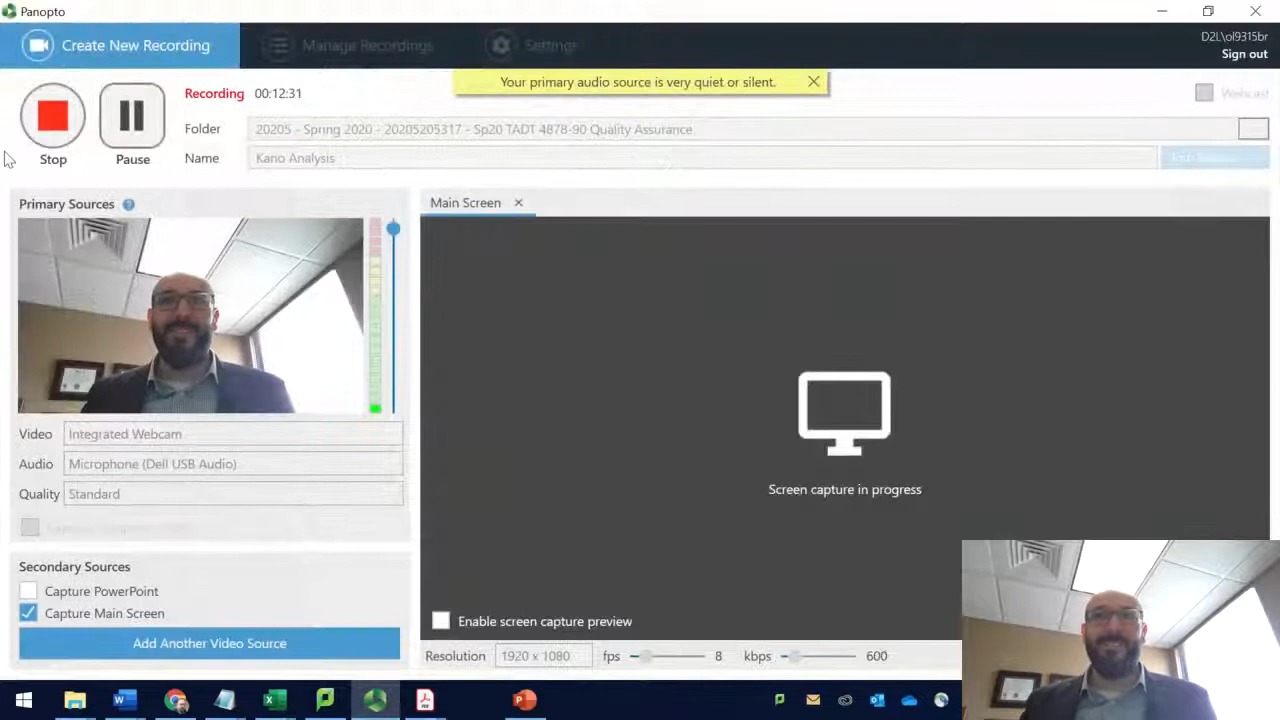 Panopto
Create New Recording
Manage Recordings
Settings
D2L\ol9315br
Sign out
Your primary audio source is very quiet or silent.
Recording 00:12:31
Webcast
Folder 20205 - Spring 2020 - 20205205317 - Sp20 TADT 4878-90 Quality Assurance
Stop
Pause
Name Kano Analysis
Primary Sources ?
Main Screen
Video Integrated Webcam
Audio Microphone (Dell USB Audio)
Quality Standard
Screen capture in progress
Secondary Sources
Capture PowerPoint
Capture Main Screen
Enable screen capture preview
Add Another Video Source
Resolution 1920 x 1080 fps 8 kbps 600